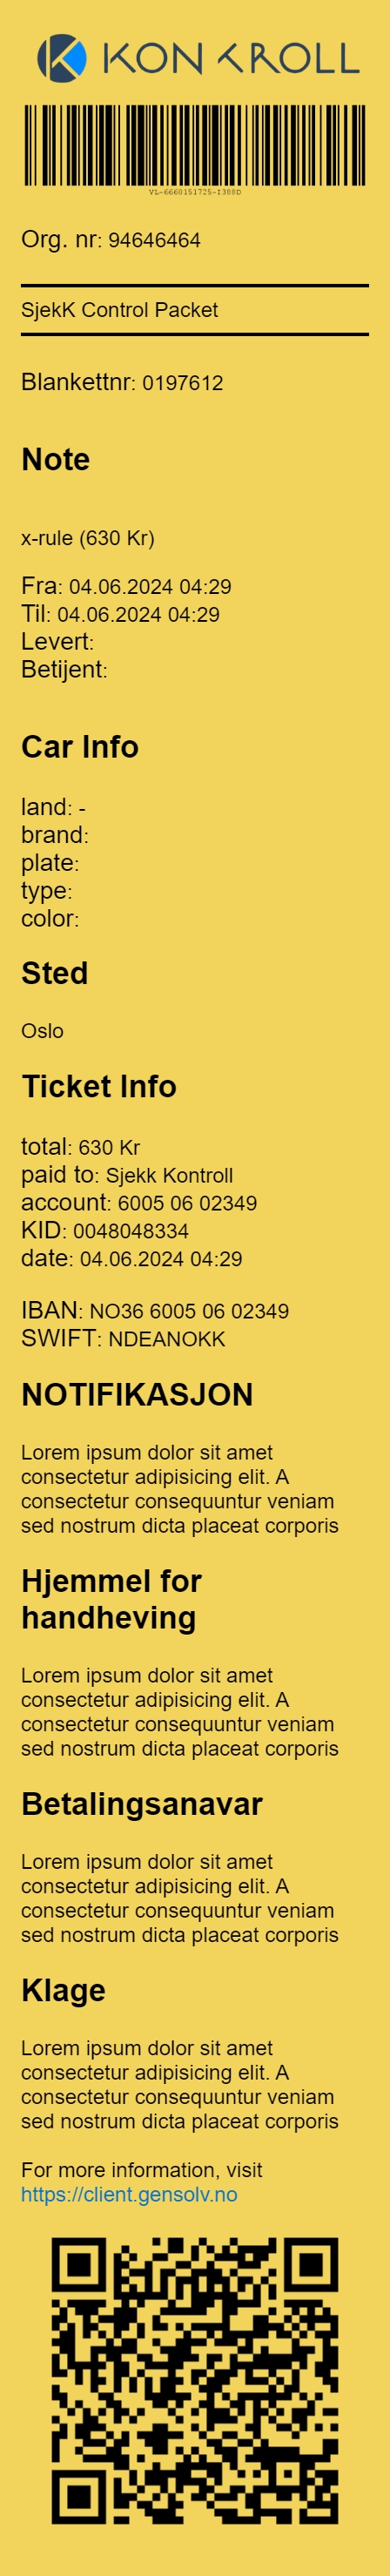 KONTROLL
VL-6660151725-I388D
Org. nr: 94646464
SjekK Control Packet
Blankettnr: 0197612
Note
x-rule (630 Kr)
Fra: 04.06.2024 04:29
Til: 04.06.2024 04:29
Levert:
Betijent:
Car Info
land: -
brand:
plate:
type:
color:
Sted
Oslo
Ticket Info
total: 630 Kr
paid to: Sjekk Kontroll
account: 6005 06 02349
KID: 0048048334
date: 04.06.2024 04:29
IBAN: NO36 6005 06 02349
SWIFT: NDEANOKK
NOTIFIKASJON
Lorem ipsum dolor sit amet
consectetur adipisicing elit. A
consectetur consequuntur veniam
sed nostrum dicta placeat corporis
Hjemmel for
handheving
Lorem ipsum dolor sit amet
consectetur adipisicing elit. A
consectetur consequuntur veniam
sed nostrum dicta placeat corporis
Betalingsanavar
Lorem ipsum dolor sit amet
consectetur adipisicing elit. A
consectetur consequuntur veniam
sed nostrum dicta placeat corporis
Klage
Lorem ipsum dolor sit amet
consectetur adipisicing elit. A
consectetur consequuntur veniam
sed nostrum dicta placeat corporis
For more information, visit
https://client.gensolv.no